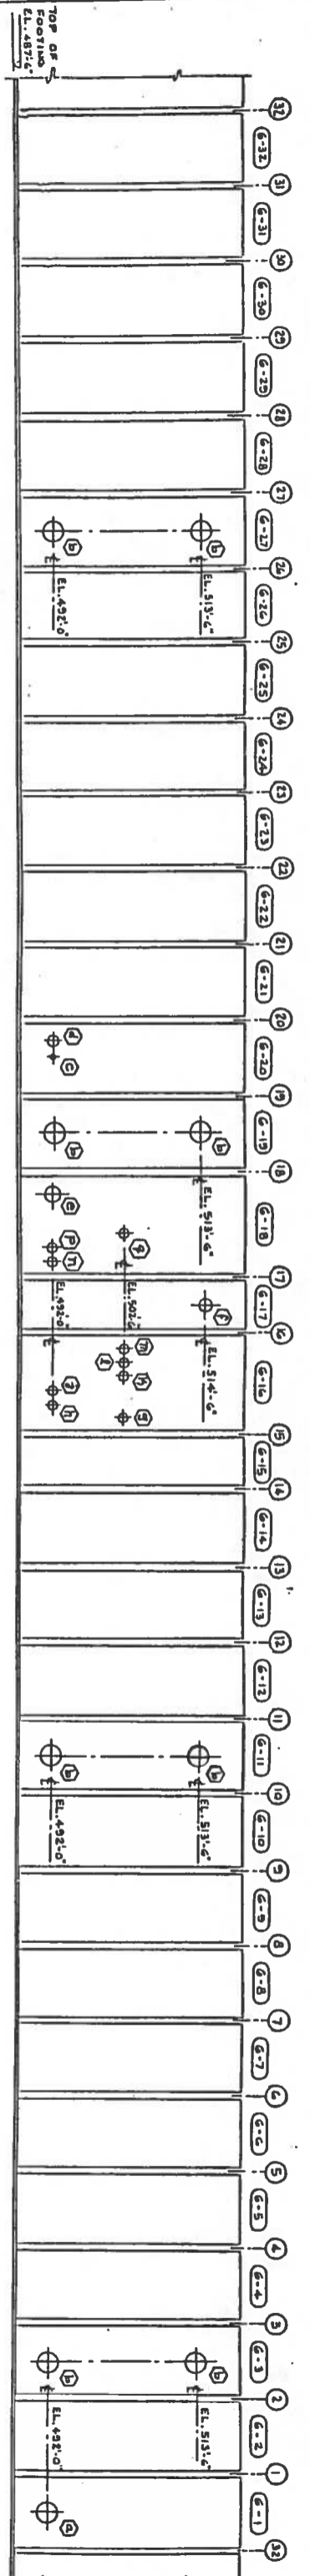 TOP OF
FOOTING
EL. 487'-6"
32
G-32
31
G-31
30
G-30
29
G-29
28
G-28
27
G-27
b
b
EL. 513'-6"
EL. 492'-0"
26
G-26
25
G-25
24
G-24
23
G-23
22
G-22
21
G-21
20
G-20
d
c
19
G-19
b
b
EL. 513'-6"
18
G-18
e
p
n
EL. 502'-6"
EL. 492'-0"
17
G-17
f
EL. 514'-6"
16
G-16
m
l
k
g
h
15
G-15
14
G-14
13
G-13
12
G-12
11
G-11
b
b
EL. 513'-6"
EL. 492'-0"
10
G-10
9
G-9
8
G-8
7
G-7
6
G-6
5
G-5
4
G-4
3
G-3
b
b
EL. 513'-6"
EL. 492'-0"
2
G-2
1
G-1
a
32